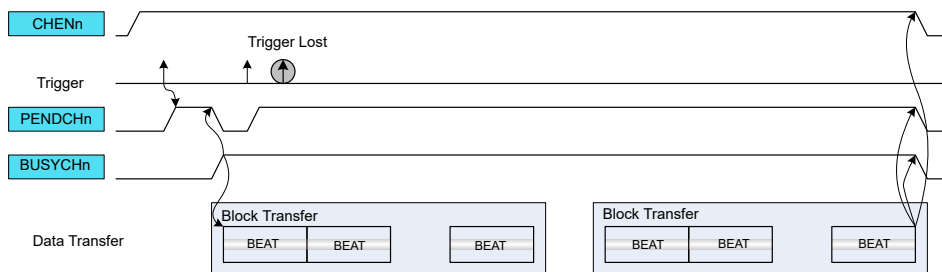 CHENn
Trigger Lost
Trigger
PENDCHn
BUSYCHn
Data Transfer
Block Transfer
BEAT
BEAT
BEAT
Block Transfer
BEAT
BEAT
BEAT